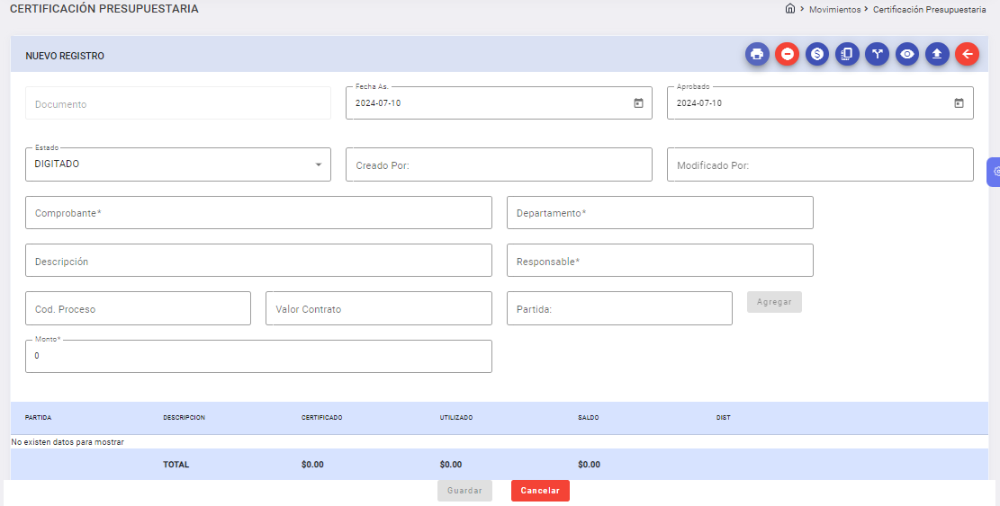 CERTIFICACIÓN PRESUPUESTARIA
Movimientos > Certificación Presupuestaria
NUEVO REGISTRO
Documento
Fecha As.
2024-07-10
Aprobado
2024-07-10
Estado
DIGITADO
Creado Por:
Modificado Por:
Comprobante*
Departamento*
Descripción
Responsable*
Cod. Proceso
Valor Contrato
Partida:
Agregar
Monto*
0
PARTIDA DESCRIPCION CERTIFICADO UTILIZADO SALDO DIST
No existen datos para mostrar
TOTAL $0.00 $0.00 $0.00
Guardar Cancelar